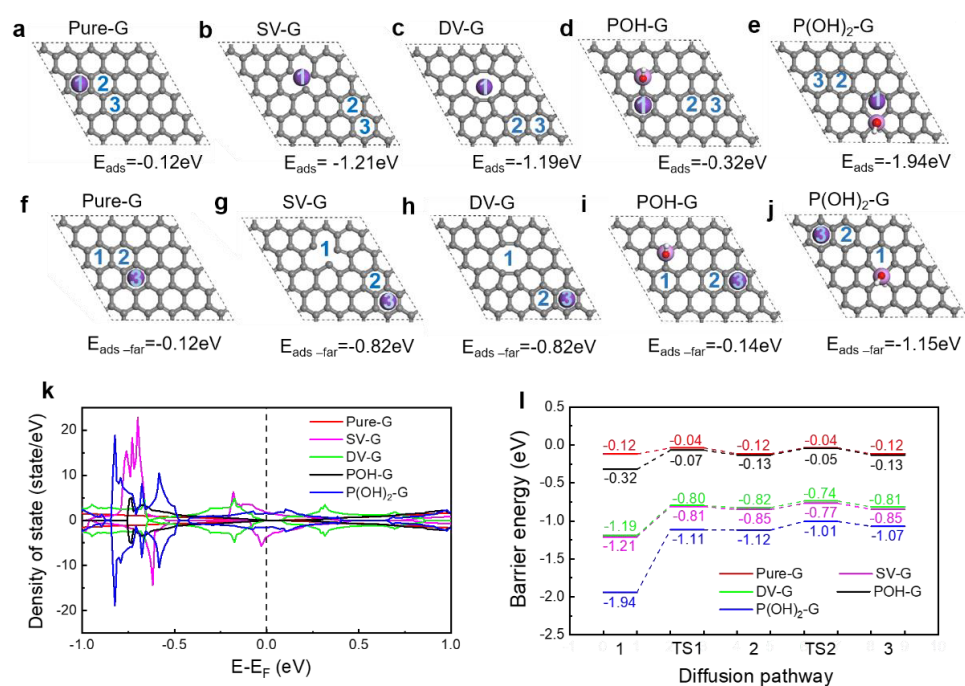 a Pure-G b SV-G c DV-G d POH-G e P(OH)2-G
1 2 3 1 2 3 1 2 3 1 2 3 3 2 1
Eads=-0.12eV Eads= -1.21eV Eads=-1.19eV Eads=-0.32eV Eads=-1.94eV
f Pure-G g SV-G h DV-G i POH-G j P(OH)2-G
1 2 3 1 2 3 1 2 3 1 2 3 3 2 1
Eads –far=-0.12eV Eads –far=-0.82eV Eads –far=-0.82eV Eads –far=-0.14eV Eads –far=-1.15eV
k
Density of state (state/eV)
20
10
0
10
-20
Pure-G
SV-G
DV-G
POH-G
P(OH)2-G
-1.0 -0.5 0.0 0.5 1.0
E-EF (eV)
l
Barrier energy (eV)
0.5
0.0
-0.5
-1.0
-1.5
-2.0
-2.5
-0.12 -0.04 -0.12 -0.04 -0.12
-0.32 -0.07 -0.13 -0.05 -0.13
-1.19 -0.80 -0.82 -0.74 -0.81
-1.21 -0.81 -0.85 -0.77 -0.85
-1.94 -1.11 -1.12 -1.01 -1.07
Pure-G SV-G
DV-G POH-G
P(OH)2-G
1 TS1 2 TS2 3
Diffusion pathway